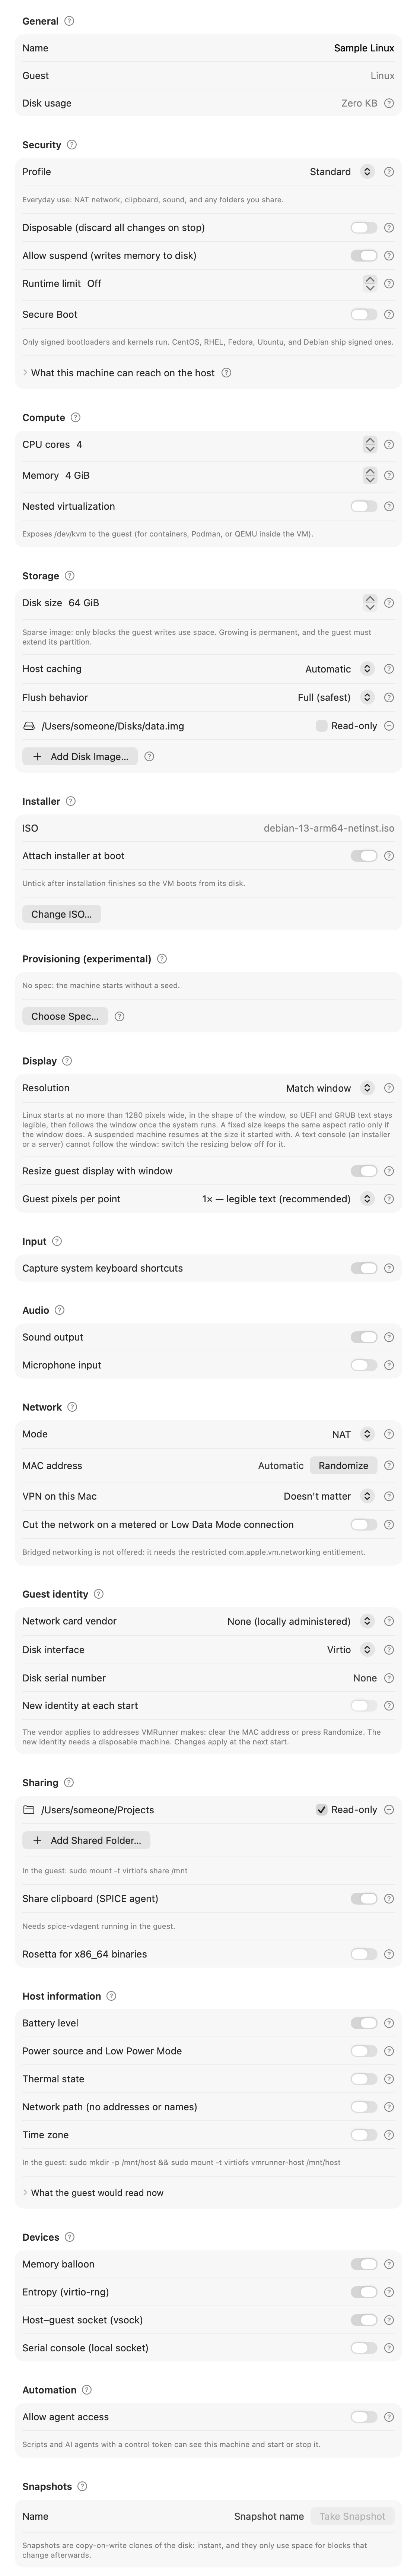 General
Name Sample Linux
Guest Linux
Disk usage Zero KB
Security
Profile Standard
Everyday use: NAT network, clipboard, sound, and any folders you share.
Disposable (discard all changes on stop)
Allow suspend (writes memory to disk)
Runtime limit Off
Secure Boot
Only signed bootloaders and kernels run. CentOS, RHEL, Fedora, Ubuntu, and Debian ship signed ones.
What this machine can reach on the host
Compute
CPU cores 4
Memory 4 GiB
Nested virtualization
Exposes /dev/kvm to the guest (for containers, Podman, or QEMU inside the VM).
Storage
Disk size 64 GiB
Sparse image: only blocks the guest writes use space. Growing is permanent, and the guest must
extend its partition.
Host caching Automatic
Flush behavior Full (safest)
/Users/someone/Disks/data.img Read-only
+ Add Disk Image...
Installer
ISO debian-13-arm64-netinst.iso
Attach installer at boot
Untick after installation finishes so the VM boots from its disk.
Change ISO...
Provisioning (experimental)
No spec: the machine starts without a seed.
Choose Spec...
Display
Resolution Match window
Linux starts at no more than 1280 pixels wide, in the shape of the window, so UEFI and GRUB text stays
legible, then follows the window once the system runs. A fixed size keeps the same aspect ratio only if
the window does. A suspended machine resumes at the size it started with. A text console (an installer
or a server) cannot follow the window: switch the resizing below off for it.
Resize guest display with window
Guest pixels per point 1× — legible text (recommended)
Input
Capture system keyboard shortcuts
Audio
Sound output
Microphone input
Network
Mode NAT
MAC address Automatic Randomize
VPN on this Mac Doesn't matter
Cut the network on a metered or Low Data Mode connection
Bridged networking is not offered: it needs the restricted com.apple.vm.networking entitlement.
Guest identity
Network card vendor None (locally administered)
Disk interface Virtio
Disk serial number None
New identity at each start
The vendor applies to addresses VMRunner makes: clear the MAC address or press Randomize. The
new identity needs a disposable machine. Changes apply at the next start.
Sharing
/Users/someone/Projects Read-only
+ Add Shared Folder...
In the guest: sudo mount -t virtiofs share /mnt
Share clipboard (SPICE agent)
Needs spice-vdagent running in the guest.
Rosetta for x86_64 binaries
Host information
Battery level
Power source and Low Power Mode
Thermal state
Network path (no addresses or names)
Time zone
In the guest: sudo mkdir -p /mnt/host && sudo mount -t virtiofs vmrunner-host /mnt/host
What the guest would read now
Devices
Memory balloon
Entropy (virtio-rng)
Host–guest socket (vsock)
Serial console (local socket)
Automation
Allow agent access
Scripts and AI agents with a control token can see this machine and start or stop it.
Snapshots
Name Snapshot name Take Snapshot
Snapshots are copy-on-write clones of the disk: instant, and they only use space for blocks that
change afterwards.